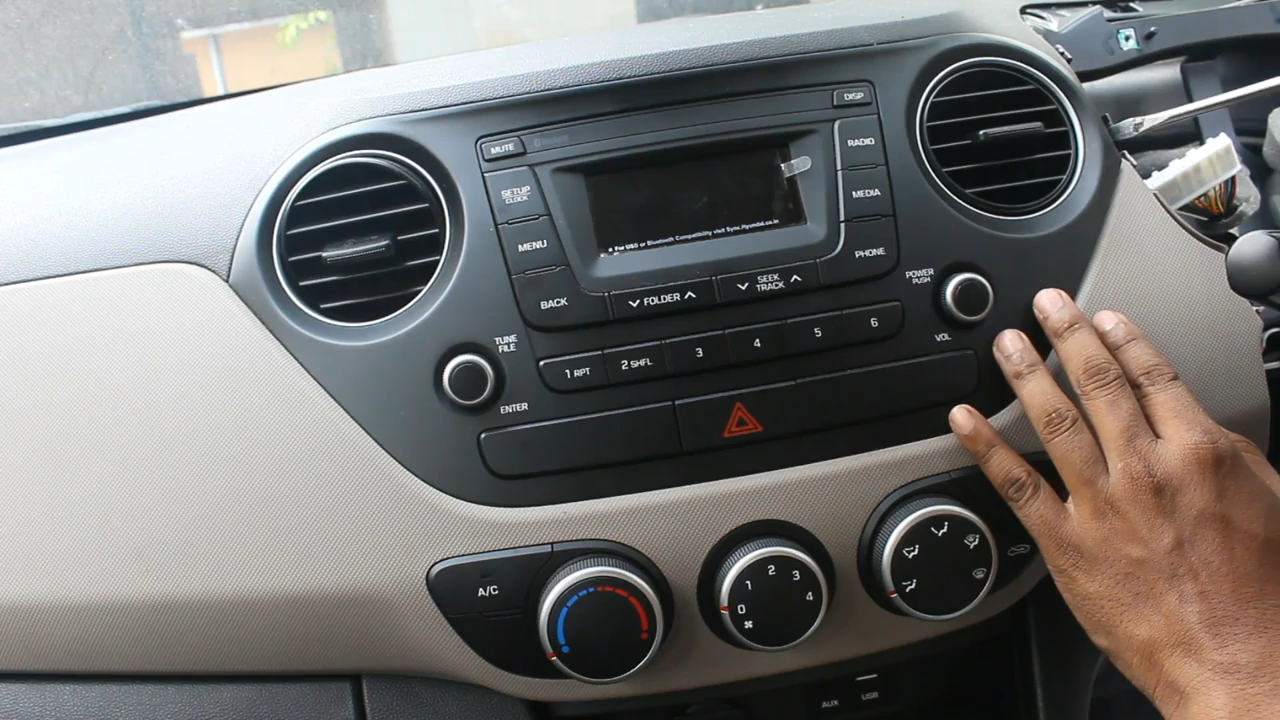 DISP
MUTE
RADIO
SETUP
CLOCK
MEDIA
# For USB or Bluetooth Compatibility visit Sync.Hyundai.co.in
MENU
PHONE
BACK
FOLDER
SEEK
TRACK
POWER
PUSH
VOL
TUNE
FILE
ENTER
1 RPT
2 SHFL
3
4
5
6
A/C
0
1
2
3
4
AUX
USB